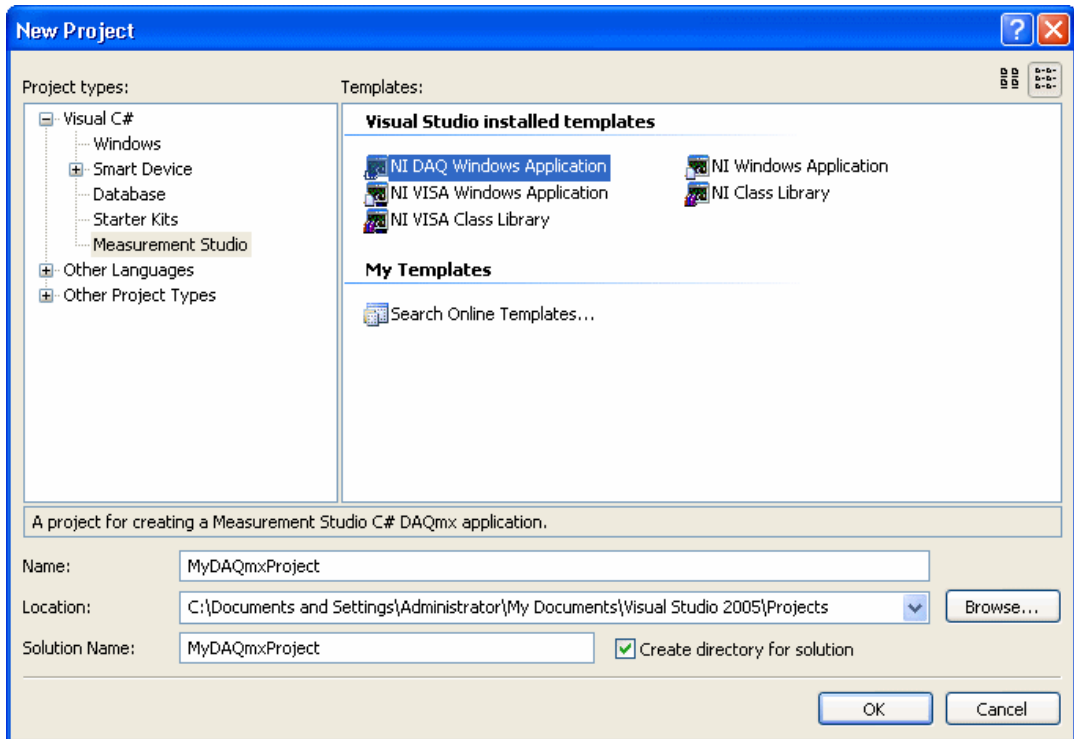 New Project
Project types:
Templates:
Visual C#
Windows
Smart Device
Database
Starter Kits
Measurement Studio
Other Languages
Other Project Types
Visual Studio installed templates
NI DAQ Windows Application
NI Windows Application
NI VISA Windows Application
NI Class Library
NI VISA Class Library
My Templates
Search Online Templates...
A project for creating a Measurement Studio C# DAQmx application.
Name:
MyDAQmxProject
Location:
C:\Documents and Settings\Administrator\My Documents\Visual Studio 2005\Projects
Browse...
Solution Name:
MyDAQmxProject
Create directory for solution
OK
Cancel